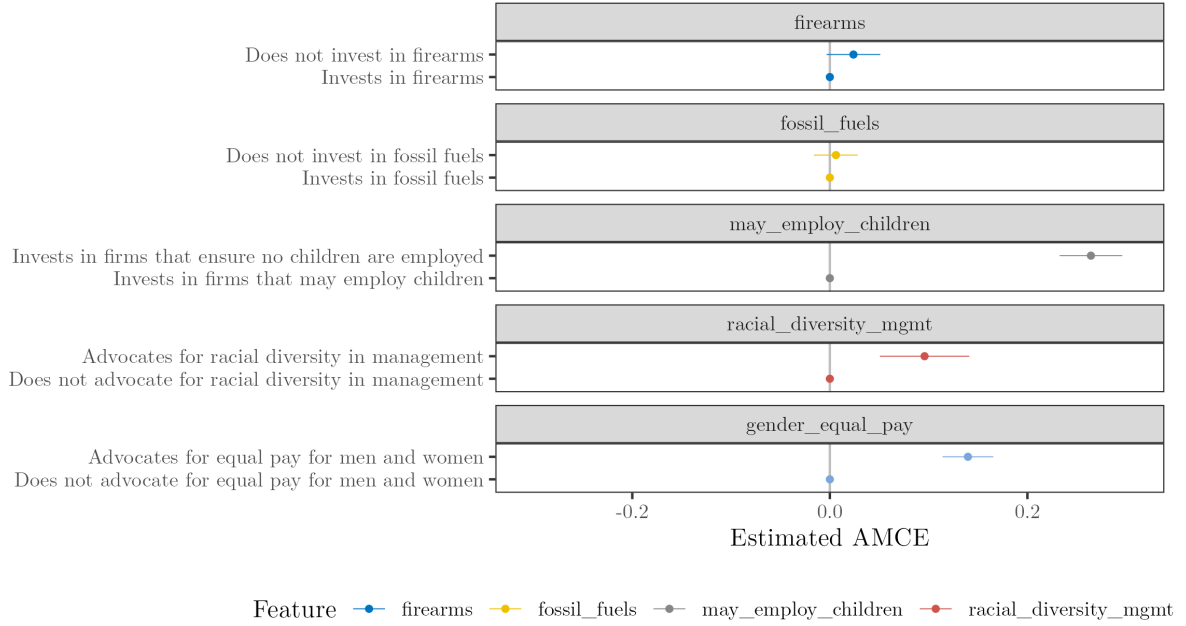 firearms
Does not invest in firearms
Invests in firearms
fossil_fuels
Does not invest in fossil fuels
Invests in fossil fuels
may_employ_children
Invests in firms that ensure no children are employed
Invests in firms that may employ children
racial_diversity_mgmt
Advocates for racial diversity in management
Does not advocate for racial diversity in management
gender_equal_pay
Advocates for equal pay for men and women
Does not advocate for equal pay for men and women
-0.2 0.0 0.2
Estimated AMCE
Feature firearms fossil_fuels may_employ_children racial_diversity_mgmt